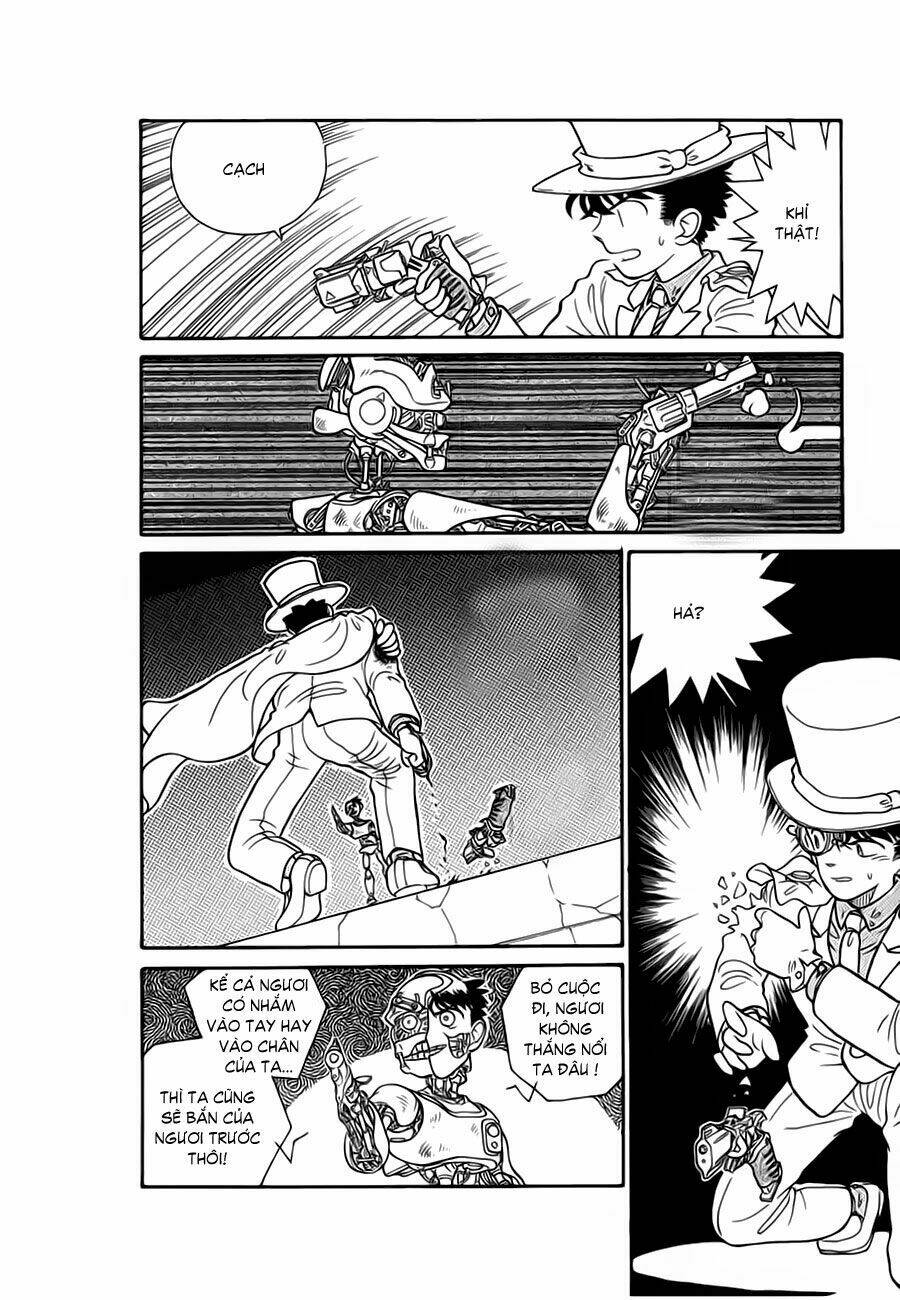 KHỈ
THẬT!
CẠCH
HẢ?
BỎ CUỘC
ĐI, NGƯƠI
KHÔNG
THẮNG NỔI
TA ĐÂU !
KỂ CẢ NGƯƠI
CÓ NHẮM
VÀO TAY HAY
VÀO CHÂN
CỦA TA...
THÌ TA CŨNG
SẼ BẮN CỦA
NGƯƠI TRƯỚC
THÔI!